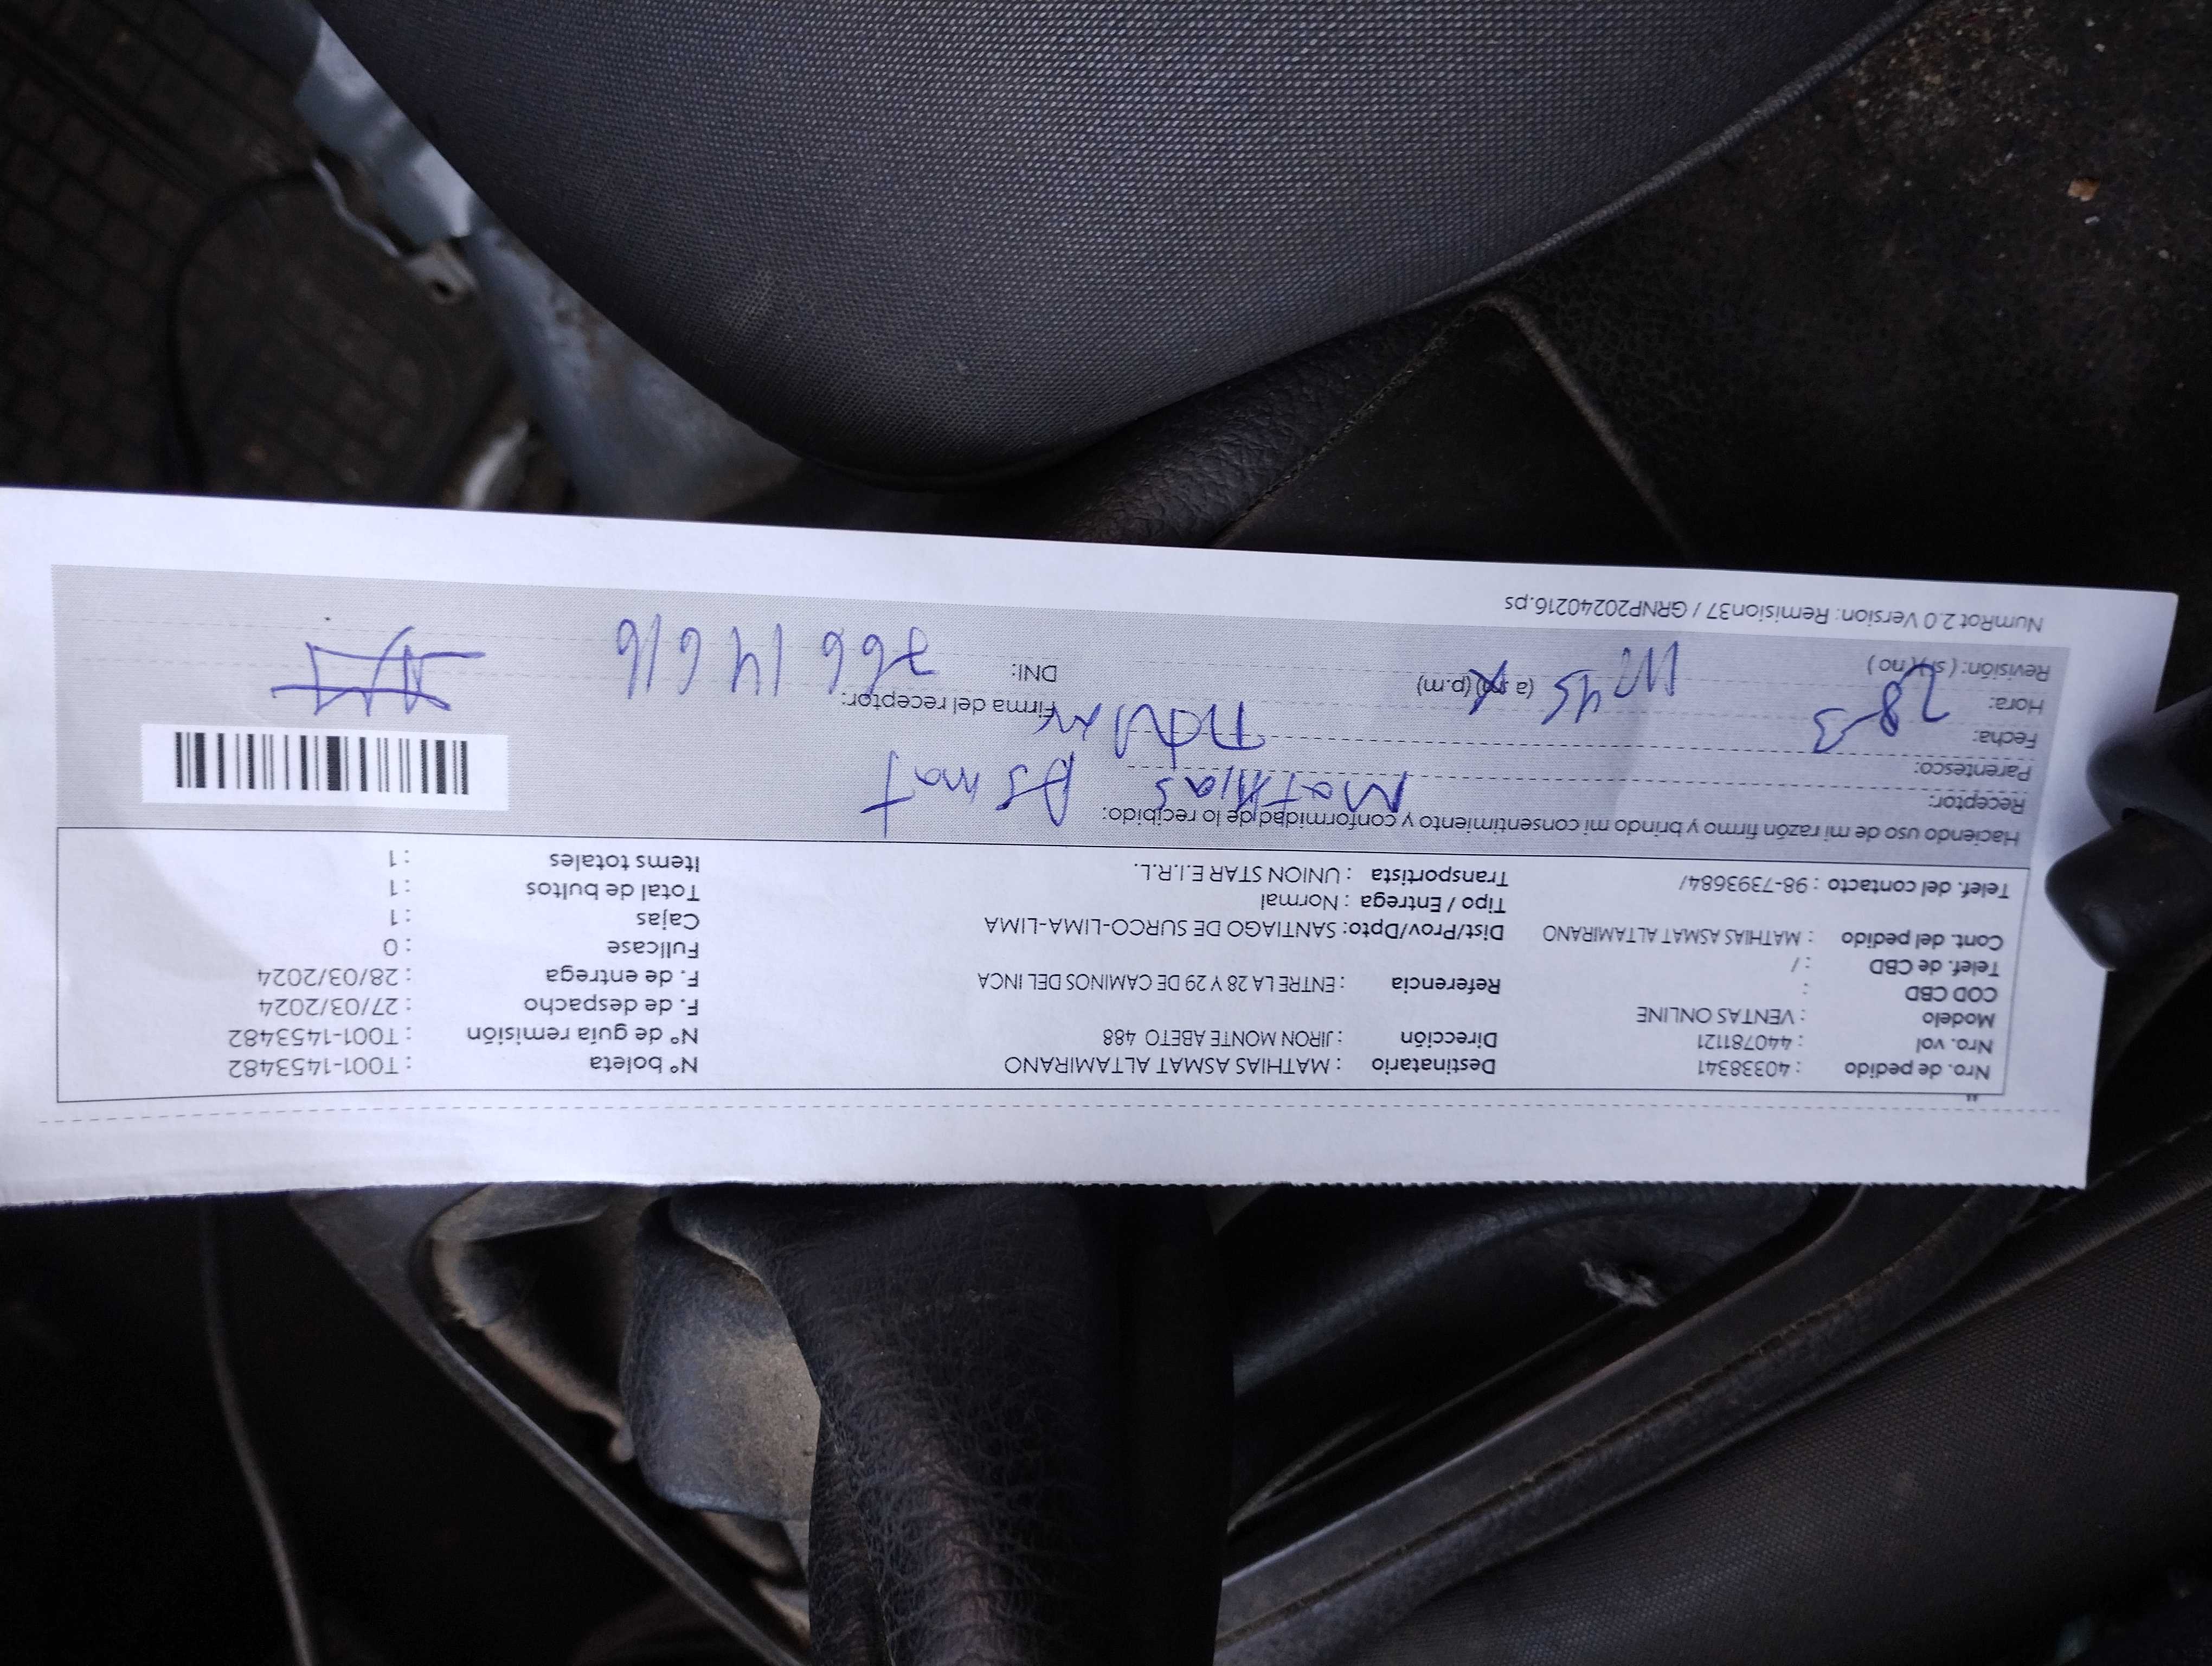 Nro. de pedido : 40338341 Destinatario : MATHIAS ASMAT ALTAMIRANO N° boleta : T001-1453482
Nro. vol : 440781121 Dirección : JIRON MONTE ABETO 488 N° de guía remisión : T001-1453482
Modelo : VENTAS ONLINE F. de despacho : 27/03/2024
COD CBD : Referencia : ENTRE LA 28 Y 29 DE CAMINOS DEL INCA F. de entrega : 28/03/2024
Telef. de CBD : / Fullcase : 0
Cont. del pedido : MATHIAS ASMAT ALTAMIRANO Dist/Prov/Dpto: SANTIAGO DE SURCO-LIMA-LIMA Cajas : 1
Tipo / Entrega : Normal Total de bultos : 1
Telef. del contacto : 98-7393684/ Transportista : UNION STAR E.I.R.L. Items totales : 1
Haciendo uso de mi razón firmo y brindo mi consentimiento y conformidad de lo recibido:
Receptor: Mathias Asmat
Parentesco: Titular
Fecha: 28-3
Hora: 45 (a.m) (p.m) Firma del receptor:
Revisión: ( si ) ( no ) DNI: 76614616
NumRot 2.0 Version: Remision37 / GRNP20240216.ps